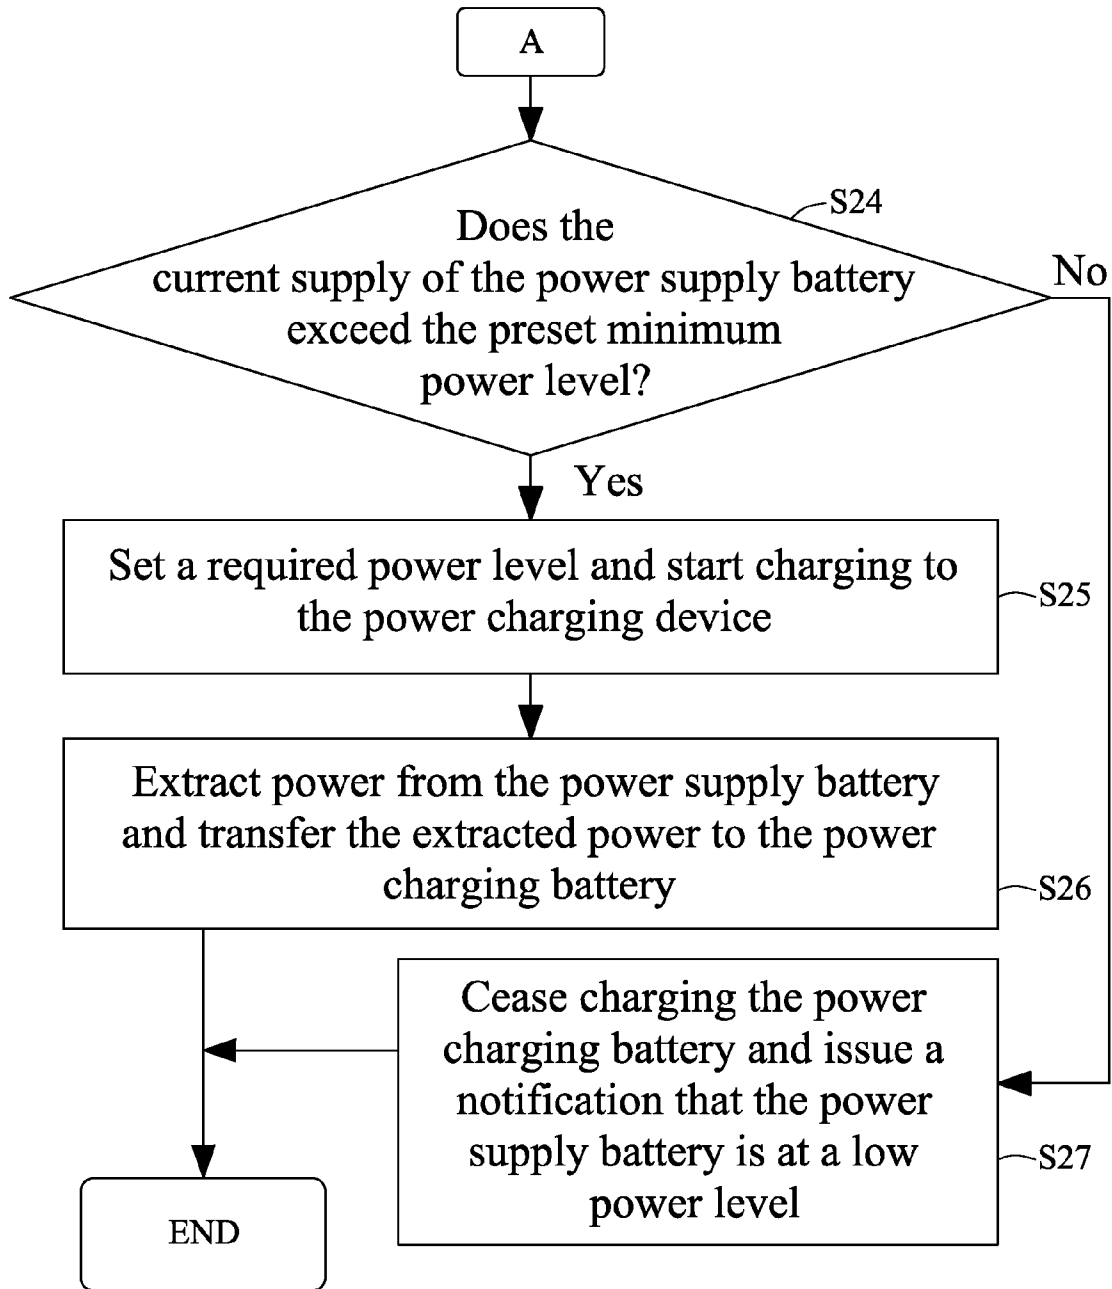 A
S24
Does the
current supply of the power supply battery
exceed the preset minimum
power level?
No
Yes
Set a required power level and start charging to
the power charging device
S25
Extract power from the power supply battery
and transfer the extracted power to the power
charging battery
S26
Cease charging the power
charging battery and issue a
notification that the power
supply battery is at a low
power level
S27
END